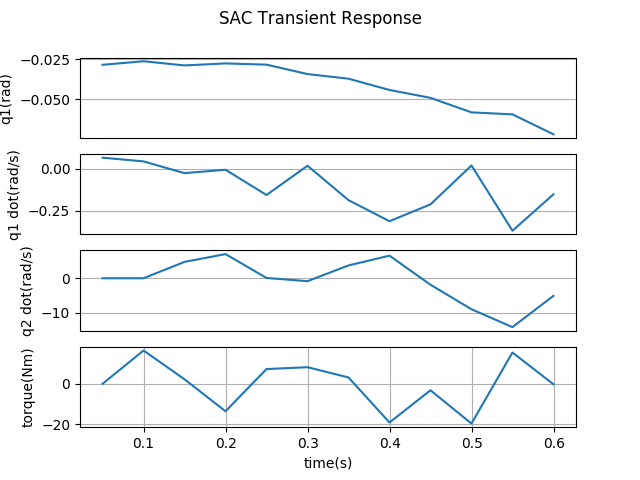 SAC Transient Response
−0.025
−0.050
q1(rad)
0.00
−0.25
q1 dot(rad/s)
0
−10
q2 dot(rad/s)
0
−20
torque(Nm)
0.1 0.2 0.3 0.4 0.5 0.6
time(s)